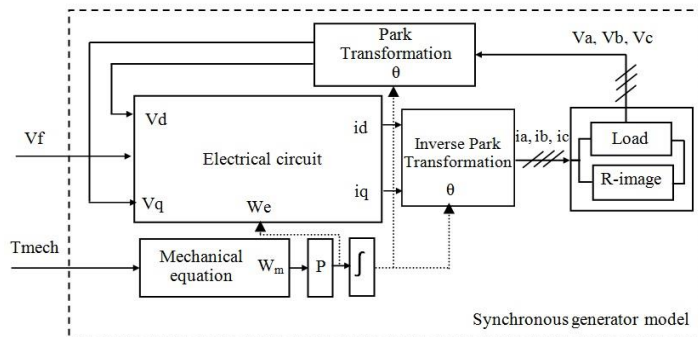 Park
Transformation
θ
Va, Vb, Vc
Vd
id
Vf
Electrical circuit
Inverse Park
Transformation
θ
ia, ib, ic
Load
R-image
iq
Vq
We
Tmech
Mechanical
equation
Wm
P
∫
Synchronous generator model